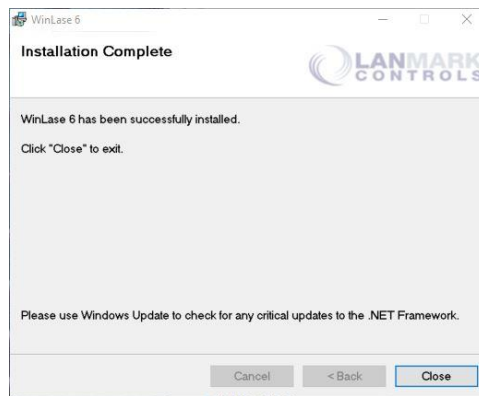 WinLase 6
Installation Complete
LANMARK
CONTROLS
WinLase 6 has been successfully installed.
Click "Close" to exit.
Please use Windows Update to check for any critical updates to the .NET Framework.
Cancel
< Back
Close